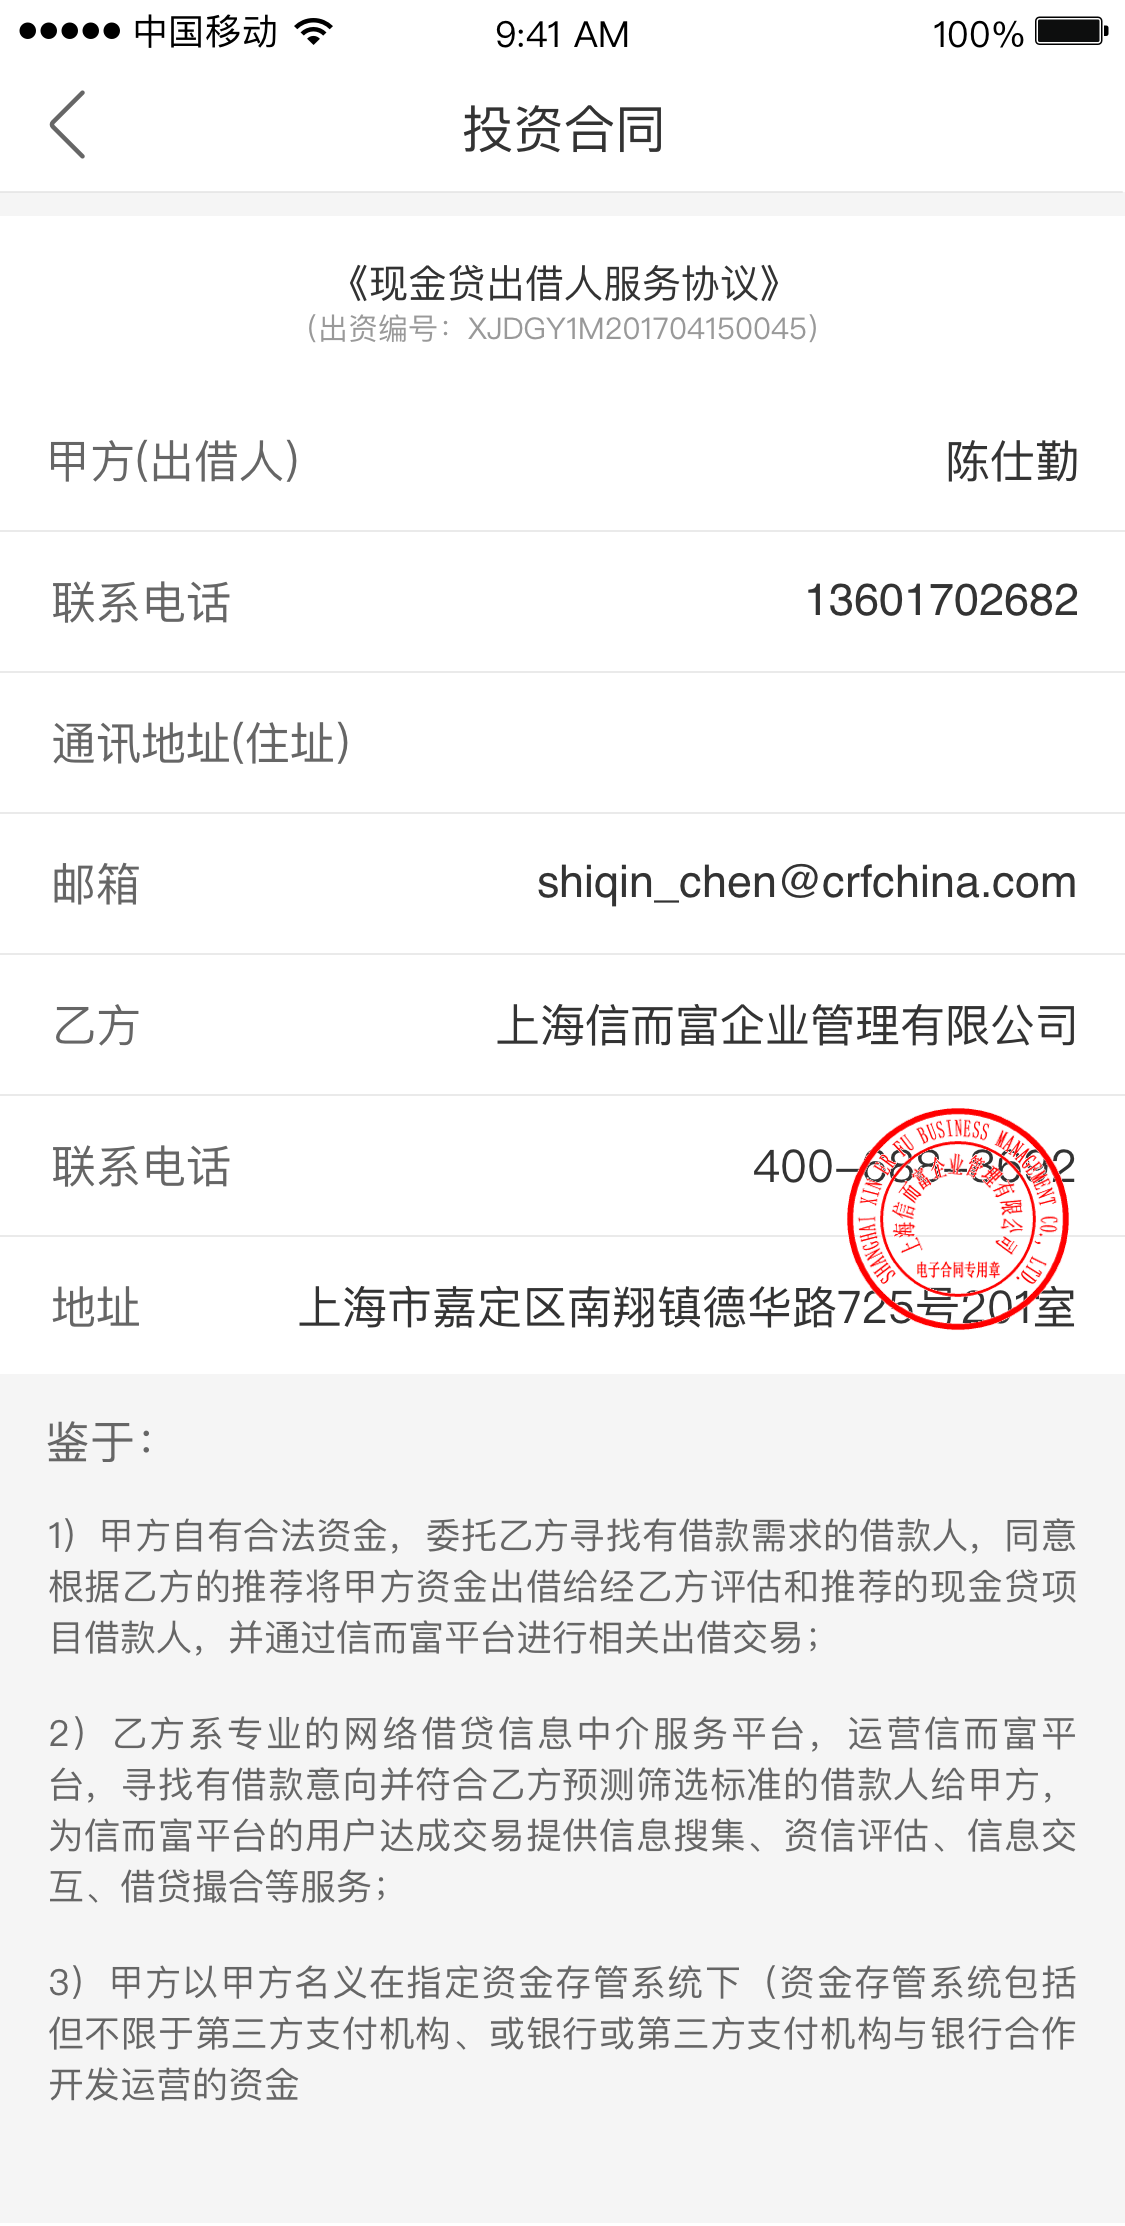 中国移动 9:41 AM 100%
投资合同
《现金贷出借人服务协议》
(出资编号：XJDGY1M201704150045)
甲方(出借人) 陈仕勤
联系电话 13601702682
通讯地址(住址)
邮箱 shiqin_chen@crfchina.com
乙方 上海信而富企业管理有限公司
联系电话 400-
SHANGHAI XIN ER FU BUSINESS MANAGEMENT CO., LTD.
上海信而富企业管理有限公司
电子合同专用章
地址 上海市嘉定区南翔镇德华路725号201室
鉴于：
1）甲方自有合法资金，委托乙方寻找有借款需求的借款人，同意
根据乙方的推荐将甲方资金出借给经乙方评估和推荐的现金贷项
目借款人，并通过信而富平台进行相关出借交易；
2）乙方系专业的网络借贷信息中介服务平台，运营信而富平
台，寻找有借款意向并符合乙方预测筛选标准的借款人给甲方，
为信而富平台的用户达成交易提供信息搜集、资信评估、信息交
互、借贷撮合等服务；
3）甲方以甲方名义在指定资金存管系统下（资金存管系统包括
但不限于第三方支付机构、或银行或第三方支付机构与银行合作
开发运营的资金